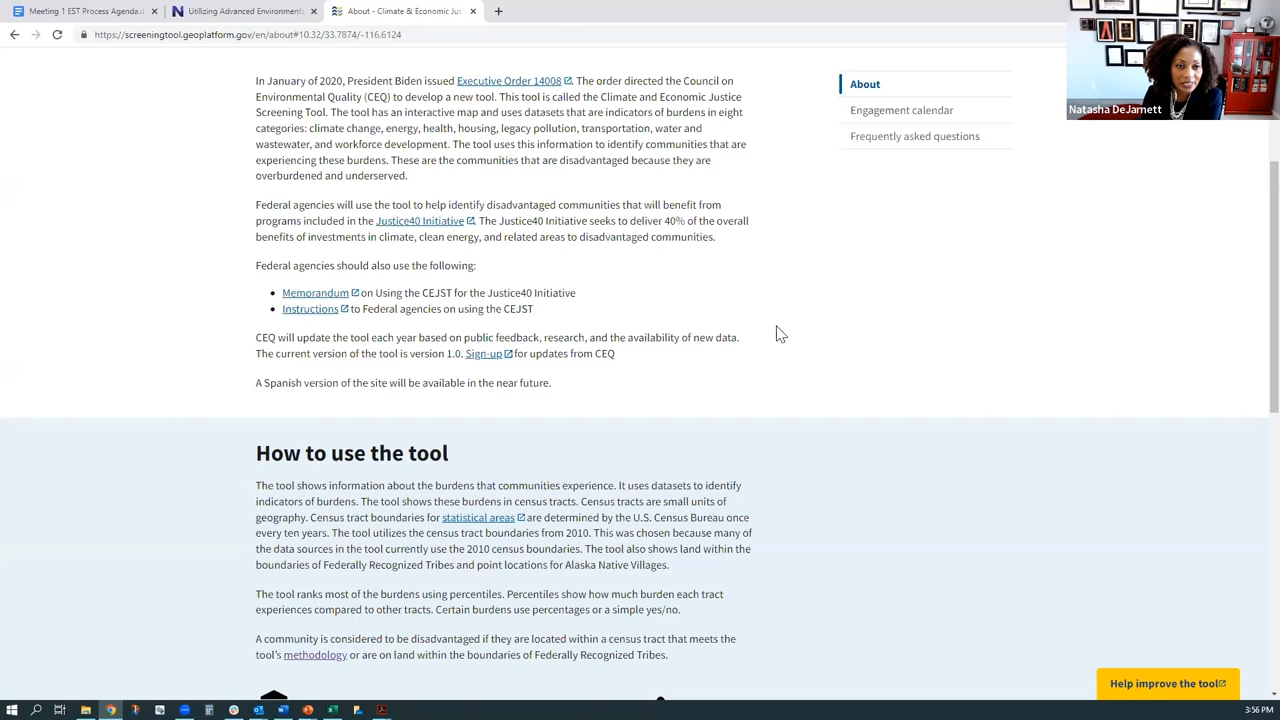 Meeting 1 EST Process Agenda.
Utilizing Advanced Environmenta
About - Climate & Economic Jus
https://screeningtool.geoplatform.gov/en/about#10.32/33.7874/-118.
In January of 2020, President Biden issued Executive Order 14008. The order directed the Council on
Environmental Quality (CEQ) to develop a new tool. This tool is called the Climate and Economic Justice
Screening Tool. The tool has an interactive map and uses datasets that are indicators of burdens in eight
categories: climate change, energy, health, housing, legacy pollution, transportation, water and
wastewater, and workforce development. The tool uses this information to identify communities that are
experiencing these burdens. These are the communities that are disadvantaged because they are
overburdened and underserved.
Federal agencies will use the tool to help identify disadvantaged communities that will benefit from
programs included in the Justice40 Initiative. The Justice40 Initiative seeks to deliver 40% of the overall
benefits of investments in climate, clean energy, and related areas to disadvantaged communities.
Federal agencies should also use the following:
• Memorandum on Using the CEJST for the Justice40 Initiative
• Instructions to Federal agencies on using the CEJST
CEQ will update the tool each year based on public feedback, research, and the availability of new data.
The current version of the tool is version 1.0. Sign-up for updates from CEQ
A Spanish version of the site will be available in the near future.
About
Engagement calendar
Frequently asked questions
Natasha DeJarnett
How to use the tool
The tool shows information about the burdens that communities experience. It uses datasets to identify
indicators of burdens. The tool shows these burdens in census tracts. Census tracts are small units of
geography. Census tract boundaries for statistical areas are determined by the U.S. Census Bureau once
every ten years. The tool utilizes the census tract boundaries from 2010. This was chosen because many of
the data sources in the tool currently use the 2010 census boundaries. The tool also shows land within the
boundaries of Federally Recognized Tribes and point locations for Alaska Native Villages.
The tool ranks most of the burdens using percentiles. Percentiles show how much burden each tract
experiences compared to other tracts. Certain burdens use percentages or a simple yes/no.
A community is considered to be disadvantaged if they are located within a census tract that meets the
tool's methodology or are on land within the boundaries of Federally Recognized Tribes.
Help improve the tool
3:56 PM